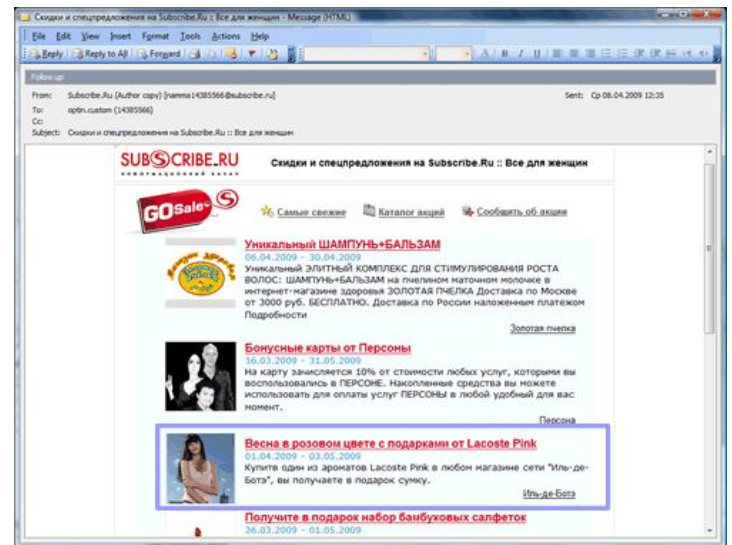 Скидки и спецпредложения на Subscribe.Ru :: Все для женщин - Message (HTML)
File Edit View Insert Format Tools Actions Help
Reply Reply to All Forward
Follow up
From: Subscribe.Ru (Author copy) [namma14385566@subscribe.ru] Sent: Ср 08.04.2009 12:35
To: optin.custom (14385566)
Cc:
Subject: Скидки и спецпредложения на Subscribe.Ru :: Все для женщин
SUBSCRIBE.RU Скидки и спецпредложения на Subscribe.Ru :: Все для женщин
ИНФОРМАЦИОННЫЙ КАНАЛ
GOSale S
Самые свежие Каталог акций Сообщить об акции
Уникальный ШАМПУНЬ+БАЛЬЗАМ
06.04.2009 - 30.04.2009
Уникальный ЭЛИТНЫЙ КОМПЛЕКС ДЛЯ СТИМУЛИРОВАНИЯ РОСТА
ВОЛОС: ШАМПУНЬ+БАЛЬЗАМ на пчелином маточном молочке в
интернет-магазине здоровья ЗОЛОТАЯ ПЧЕЛКА Доставка по Москве
от 3000 руб. БЕСПЛАТНО. Доставка по России наложенным платежом
Подробности
Золотая пчелка
Бонусные карты от Персоны
16.03.2009 - 31.05.2009
На карту зачисляется 10% от стоимости любых услуг, которыми вы
воспользовались в ПЕРСОНЕ. Накопленные средства вы можете
использовать для оплаты услуг ПЕРСОНЫ в любой удобный для вас
момент.
Персона
Весна в розовом цвете с подарками от Lacoste Pink
01.04.2009 - 03.05.2009
Купите один из ароматов Lacoste Pink в любом магазине сети "Иль-де-
Ботэ", вы получаете в подарок сумку.
Иль-де-Ботэ
Получите в подарок набор бамбуковых салфеток
26.03.2009 - 01.05.2009